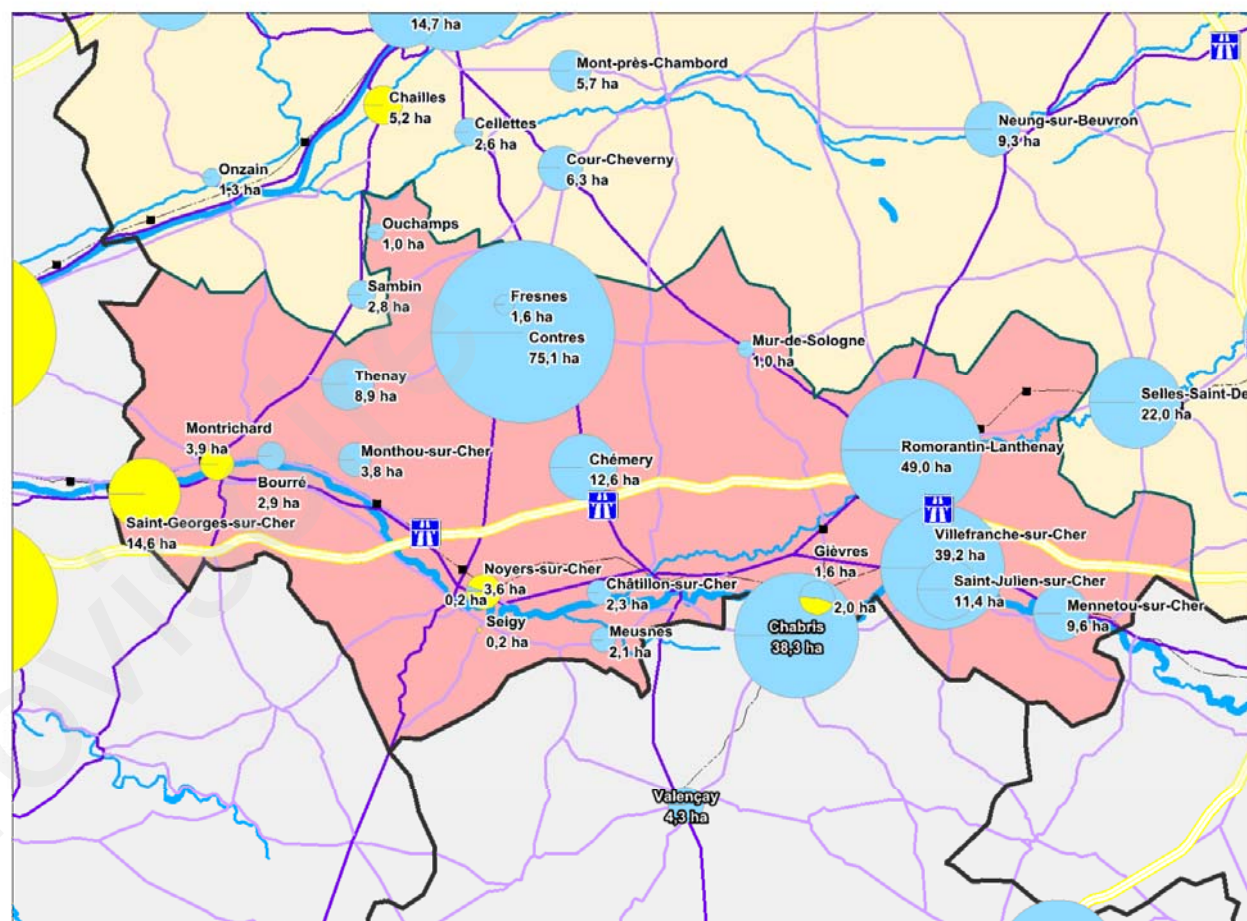 14,7 ha
Mont-près-Chambord
5,7 ha
Chailles
5,2 ha
Cellettes
2,6 ha
Neung-sur-Beuvron
9,3 ha
Cour-Cheverny
6,3 ha
Onzain
1,3 ha
Ouchamps
1,0 ha
Sambin
2,8 ha
Fresnes
1,6 ha
Contres
75,1 ha
Mur-de-Sologne
1,0 ha
Thenay
8,9 ha
Selles-Saint-De
22,0 ha
Montrichard
3,9 ha
Monthou-sur-Cher
3,8 ha
Bourré
2,9 ha
Chémery
12,6 ha
Romorantin-Lanthenay
49,0 ha
Saint-Georges-sur-Cher
14,6 ha
Villefranche-sur-Cher
39,2 ha
Gièvres
1,6 ha
2,0 ha
Noyers-sur-Cher
3,6 ha
0,2 ha
Châtillon-sur-Cher
2,3 ha
Saint-Julien-sur-Cher
11,4 ha
Mennetou-sur-Cher
9,6 ha
Seigy
0,2 ha
Meusnes
2,1 ha
Chabris
38,3 ha
Valençay
4,3 ha